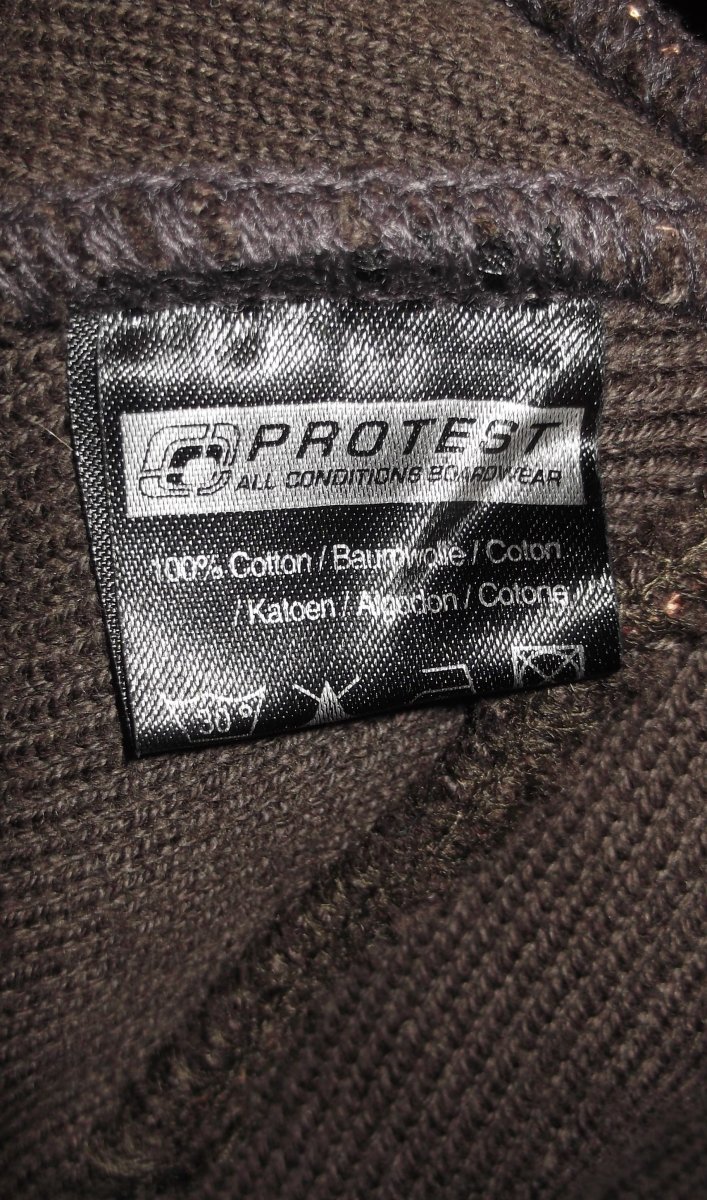 PROTEST
ALL CONDITIONS BOARDWEAR
100% Cotton / Baumwolle / Coton
/ Katoen / Algodon / Cotone
30°